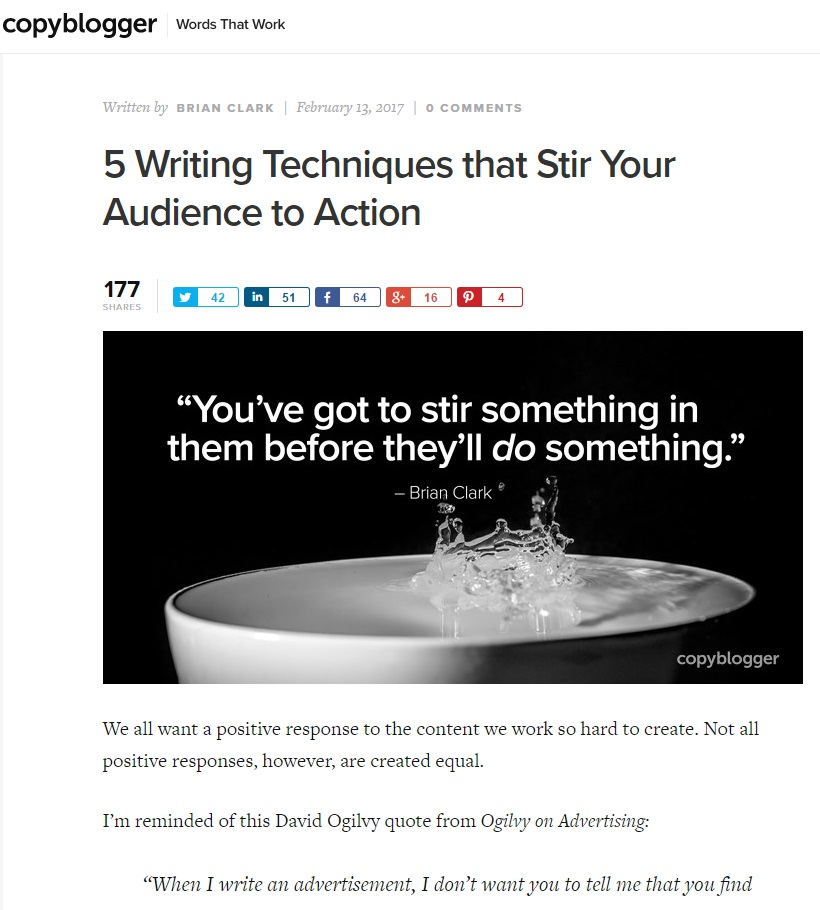 copyblogger Words That Work
Written by BRIAN CLARK | February 13, 2017 | 0 COMMENTS
5 Writing Techniques that Stir Your
Audience to Action
177
SHARES
42 in 51 f 64 g+ 16 4
“You’ve got to stir something in
them before they’ll do something.”
– Brian Clark
copyblogger
We all want a positive response to the content we work so hard to create. Not all
positive responses, however, are created equal.
I’m reminded of this David Ogilvy quote from Ogilvy on Advertising:
“When I write an advertisement, I don’t want you to tell me that you find